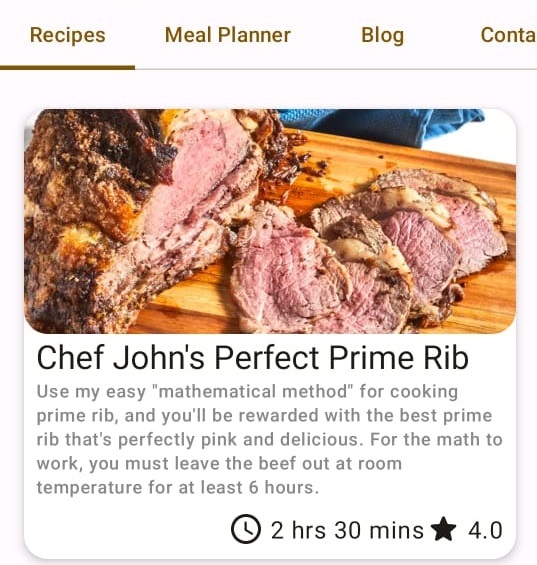 Recipes Meal Planner Blog Conta
Chef John's Perfect Prime Rib
Use my easy "mathematical method" for cooking
prime rib, and you'll be rewarded with the best prime
rib that's perfectly pink and delicious. For the math to
work, you must leave the beef out at room
temperature for at least 6 hours.
2 hrs 30 mins 4.0